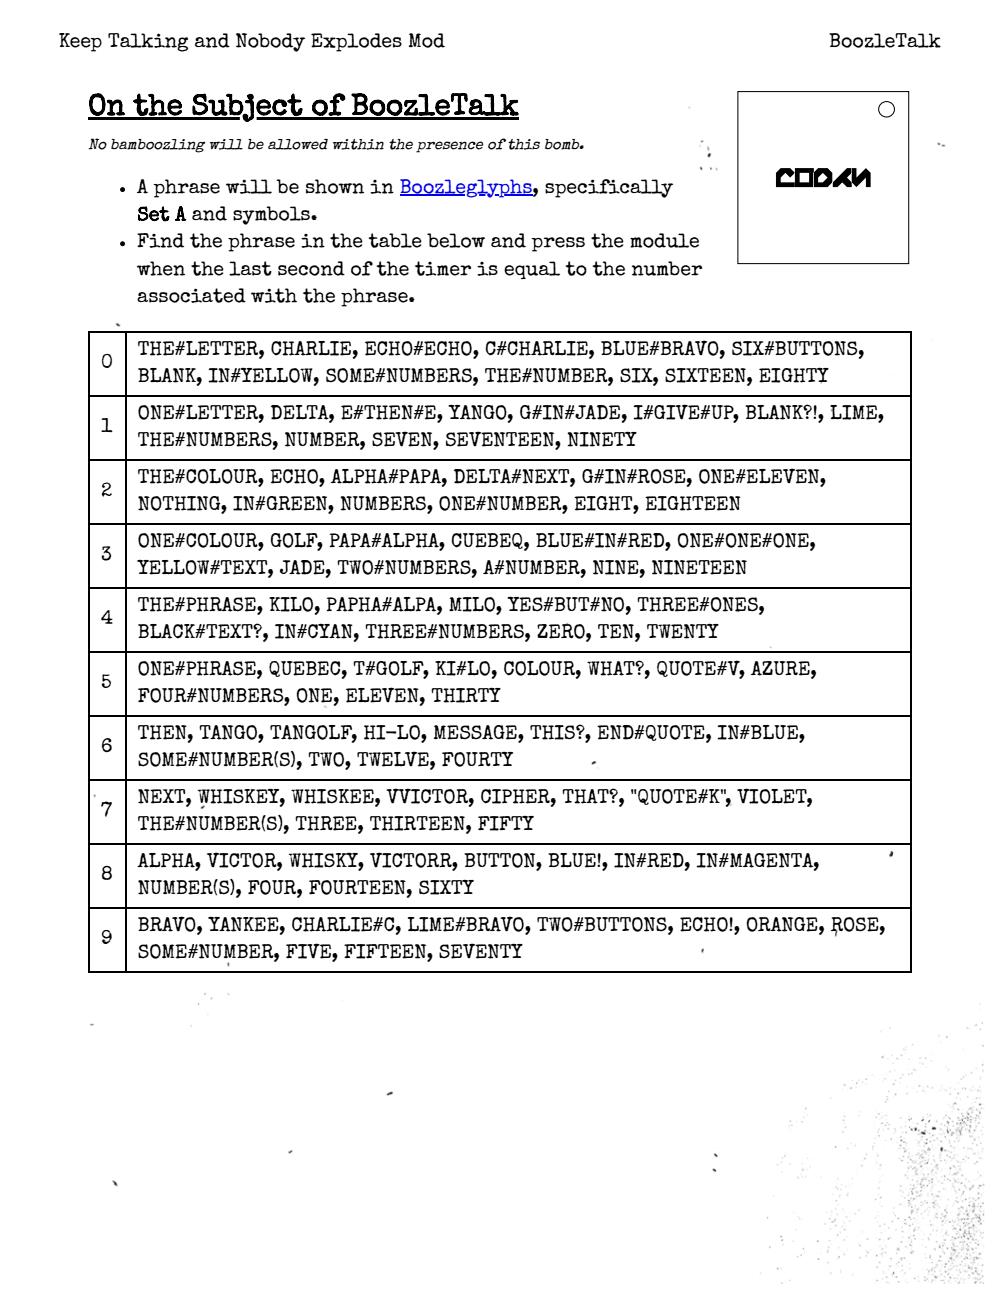 Keep Talking and Nobody Explodes Mod
BoozleTalk
On the Subject of BoozleTalk
No bamboozling will be allowed within the presence of this bomb.
• A phrase will be shown in Boozleglyphs, specifically
Set A and symbols.
• Find the phrase in the table below and press the module
when the last second of the timer is equal to the number
associated with the phrase.
0
THE#LETTER, CHARLIE, ECHO#ECHO, C#CHARLIE, BLUE#BRAVO, SIX#BUTTONS,
BLANK, IN#YELLOW, SOME#NUMBERS, THE#NUMBER, SIX, SIXTEEN, EIGHTY
1
ONE#LETTER, DELTA, E#THEN#E, YANGO, G#IN#JADE, I#GIVE#UP, BLANK?!, LIME,
THE#NUMBERS, NUMBER, SEVEN, SEVENTEEN, NINETY
2
THE#COLOUR, ECHO, ALPHA#PAPA, DELTA#NEXT, G#IN#ROSE, ONE#ELEVEN,
NOTHING, IN#GREEN, NUMBERS, ONE#NUMBER, EIGHT, EIGHTEEN
3
ONE#COLOUR, GOLF, PAPA#ALPHA, CUEBEQ, BLUE#IN#RED, ONE#ONE#ONE,
YELLOW#TEXT, JADE, TWO#NUMBERS, A#NUMBER, NINE, NINETEEN
4
THE#PHRASE, KILO, PAPHA#ALPA, MILO, YES#BUT#NO, THREE#ONES,
BLACK#TEXT?, IN#CYAN, THREE#NUMBERS, ZERO, TEN, TWENTY
5
ONE#PHRASE, QUEBEC, T#GOLF, KI#LO, COLOUR, WHAT?, QUOTE#V, AZURE,
FOUR#NUMBERS, ONE, ELEVEN, THIRTY
6
THEN, TANGO, TANGOLF, HI-LO, MESSAGE, THIS?, END#QUOTE, IN#BLUE,
SOME#NUMBER(S), TWO, TWELVE, FOURTY
7
NEXT, WHISKEY, WHISKEE, VVICTOR, CIPHER, THAT?, "QUOTE#K", VIOLET,
THE#NUMBER(S), THREE, THIRTEEN, FIFTY
8
ALPHA, VICTOR, WHISKY, VICTORR, BUTTON, BLUE!, IN#RED, IN#MAGENTA,
NUMBER(S), FOUR, FOURTEEN, SIXTY
9
BRAVO, YANKEE, CHARLIE#C, LIME#BRAVO, TWO#BUTTONS, ECHO!, ORANGE, ROSE,
SOME#NUMBER, FIVE, FIFTEEN, SEVENTY